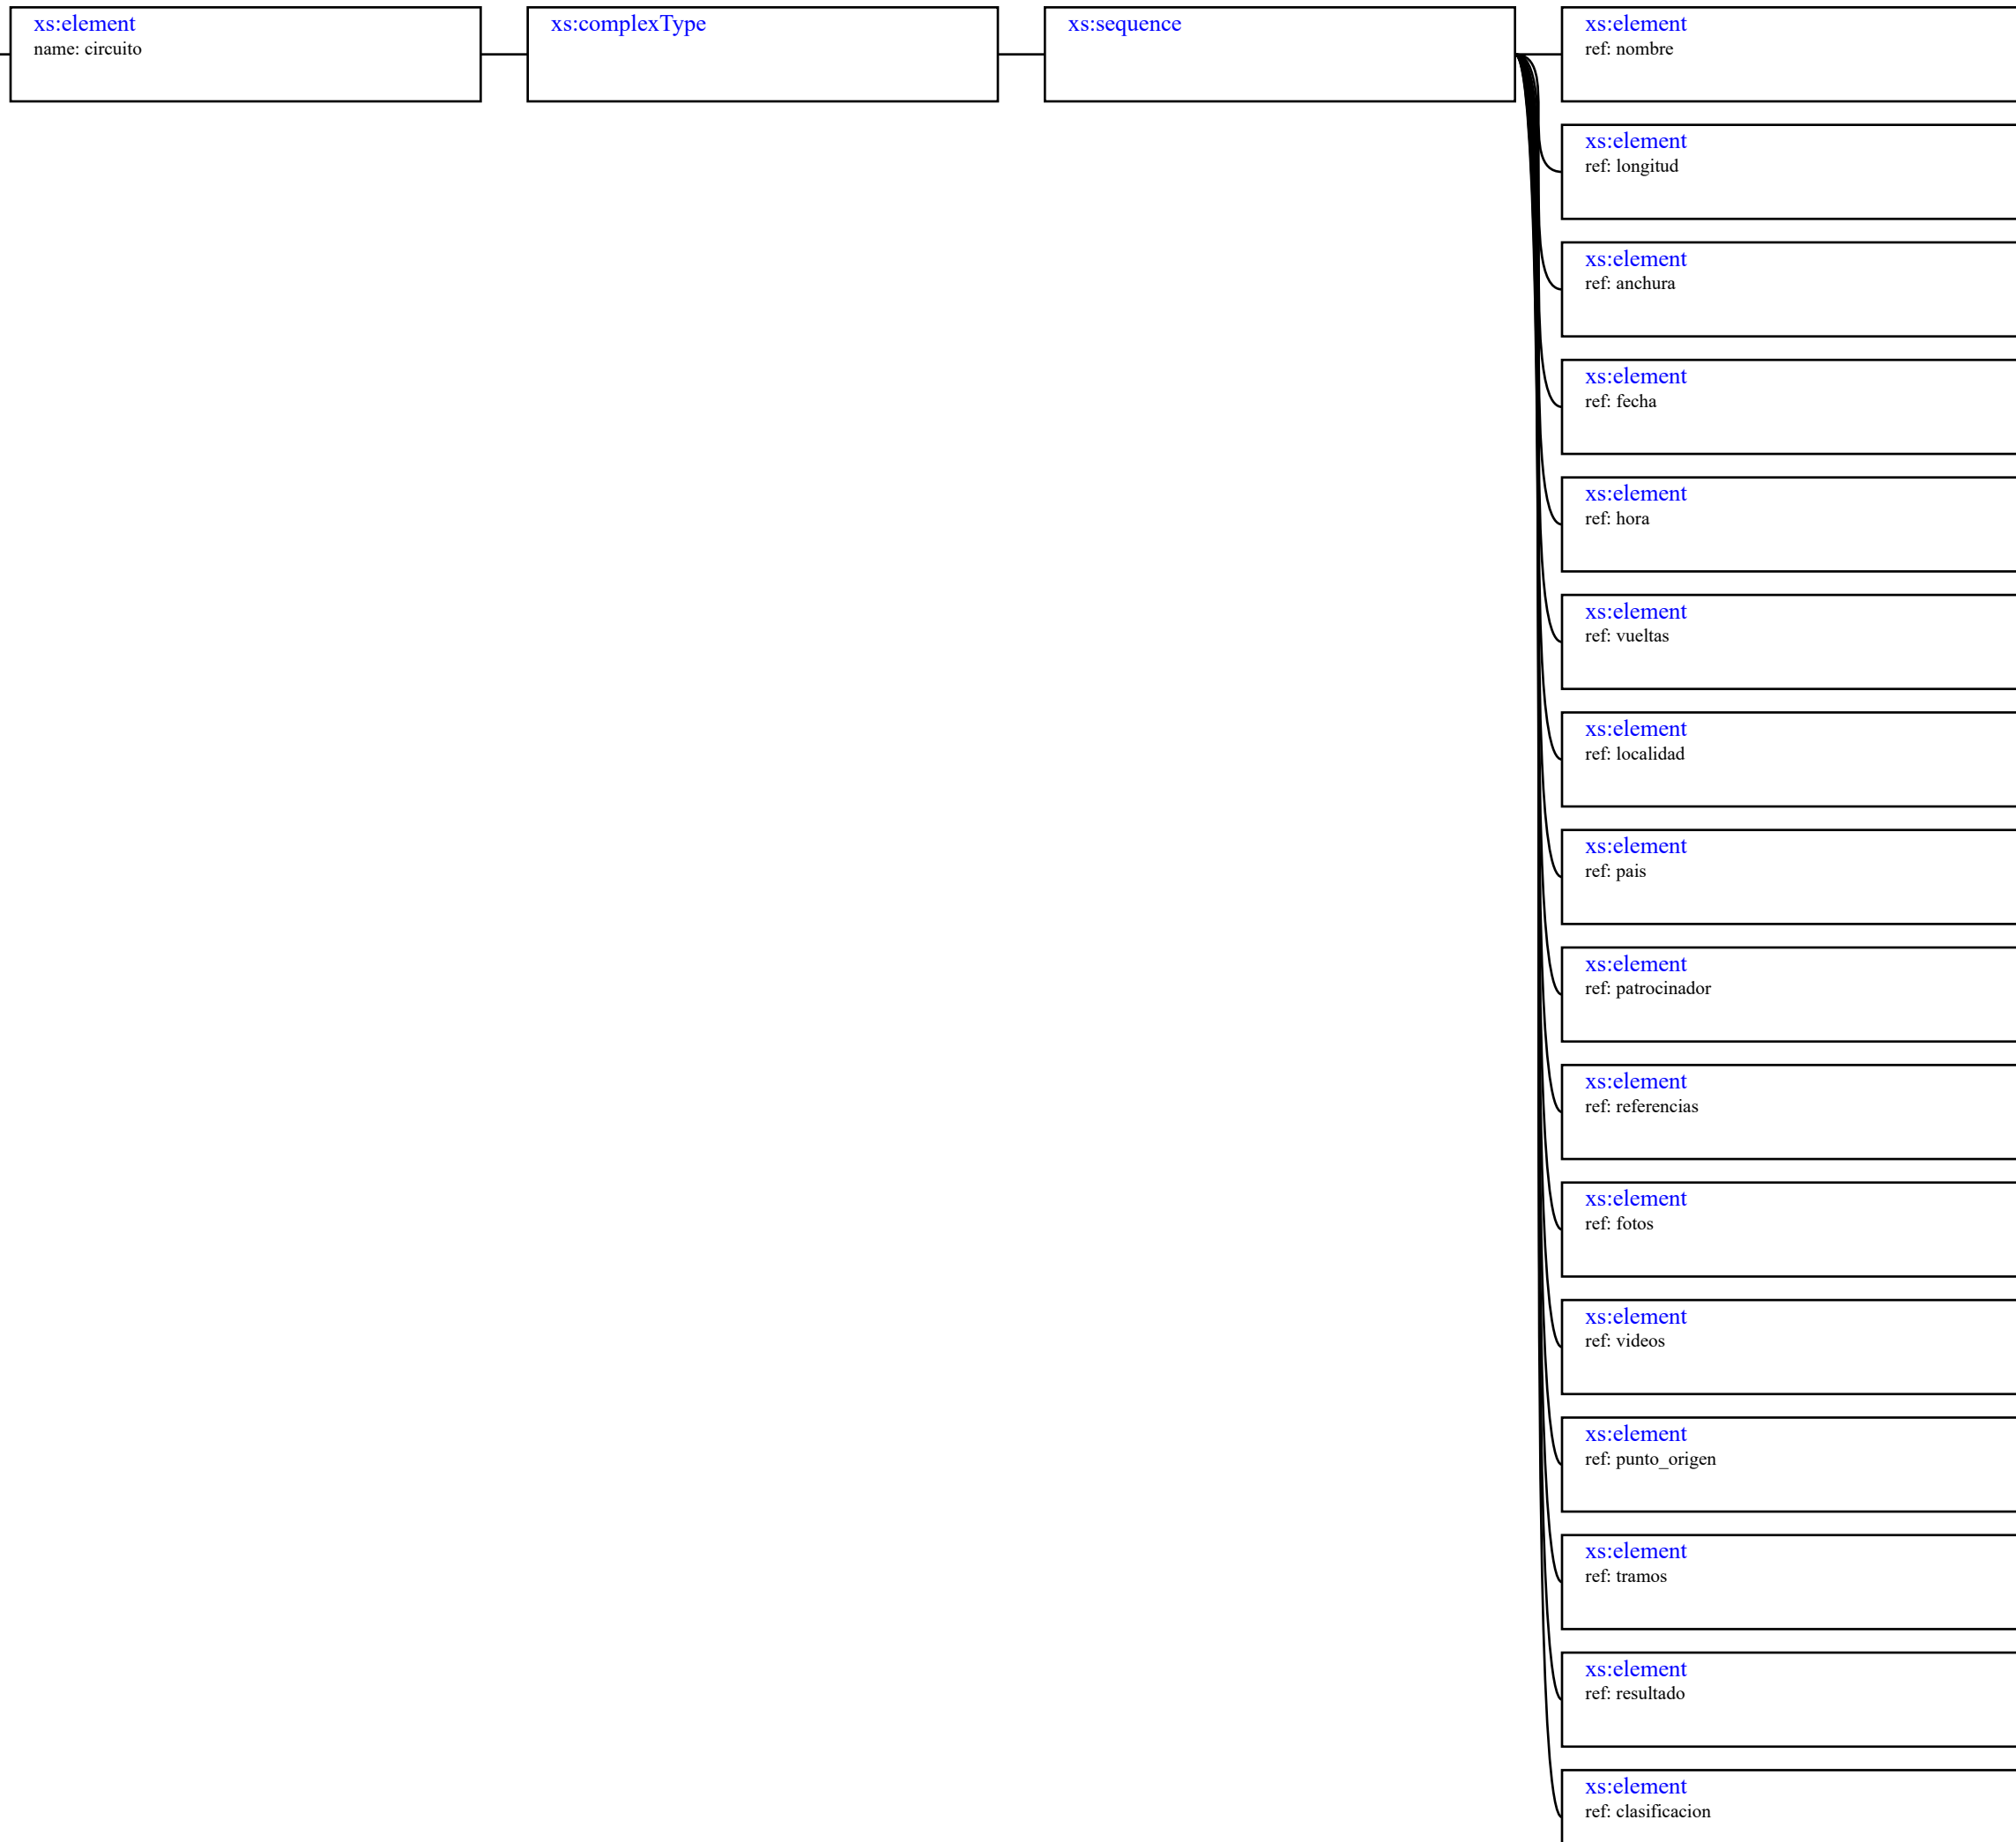 xs:element
name: circuito
xs:complexType
xs:sequence
xs:element
ref: nombre
xs:element
ref: longitud
xs:element
ref: anchura
xs:element
ref: fecha
xs:element
ref: hora
xs:element
ref: vueltas
xs:element
ref: localidad
xs:element
ref: pais
xs:element
ref: patrocinador
xs:element
ref: referencias
xs:element
ref: fotos
xs:element
ref: videos
xs:element
ref: punto_origen
xs:element
ref: tramos
xs:element
ref: resultado
xs:element
ref: clasificacion